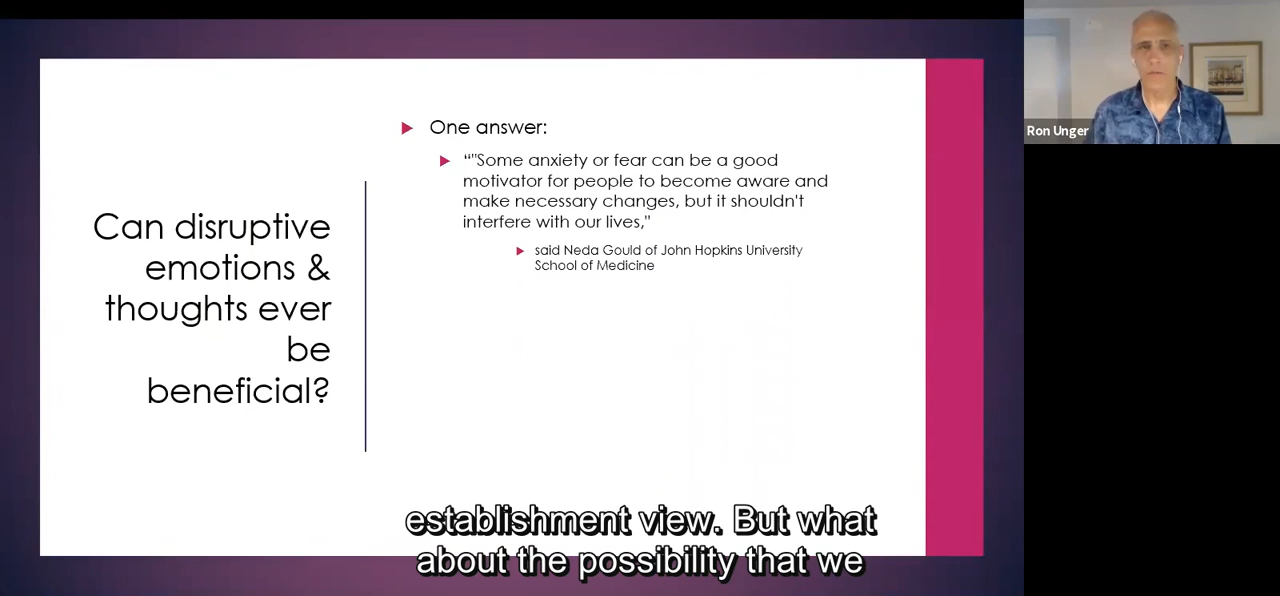 Can disruptive
emotions &
thoughts ever
be
beneficial?
One answer:
“"Some anxiety or fear can be a good
motivator for people to become aware and
make necessary changes, but it shouldn't
interfere with our lives,"
said Neda Gould of John Hopkins University
School of Medicine
establishment view. But what
about the possibility that we
Ron Unger